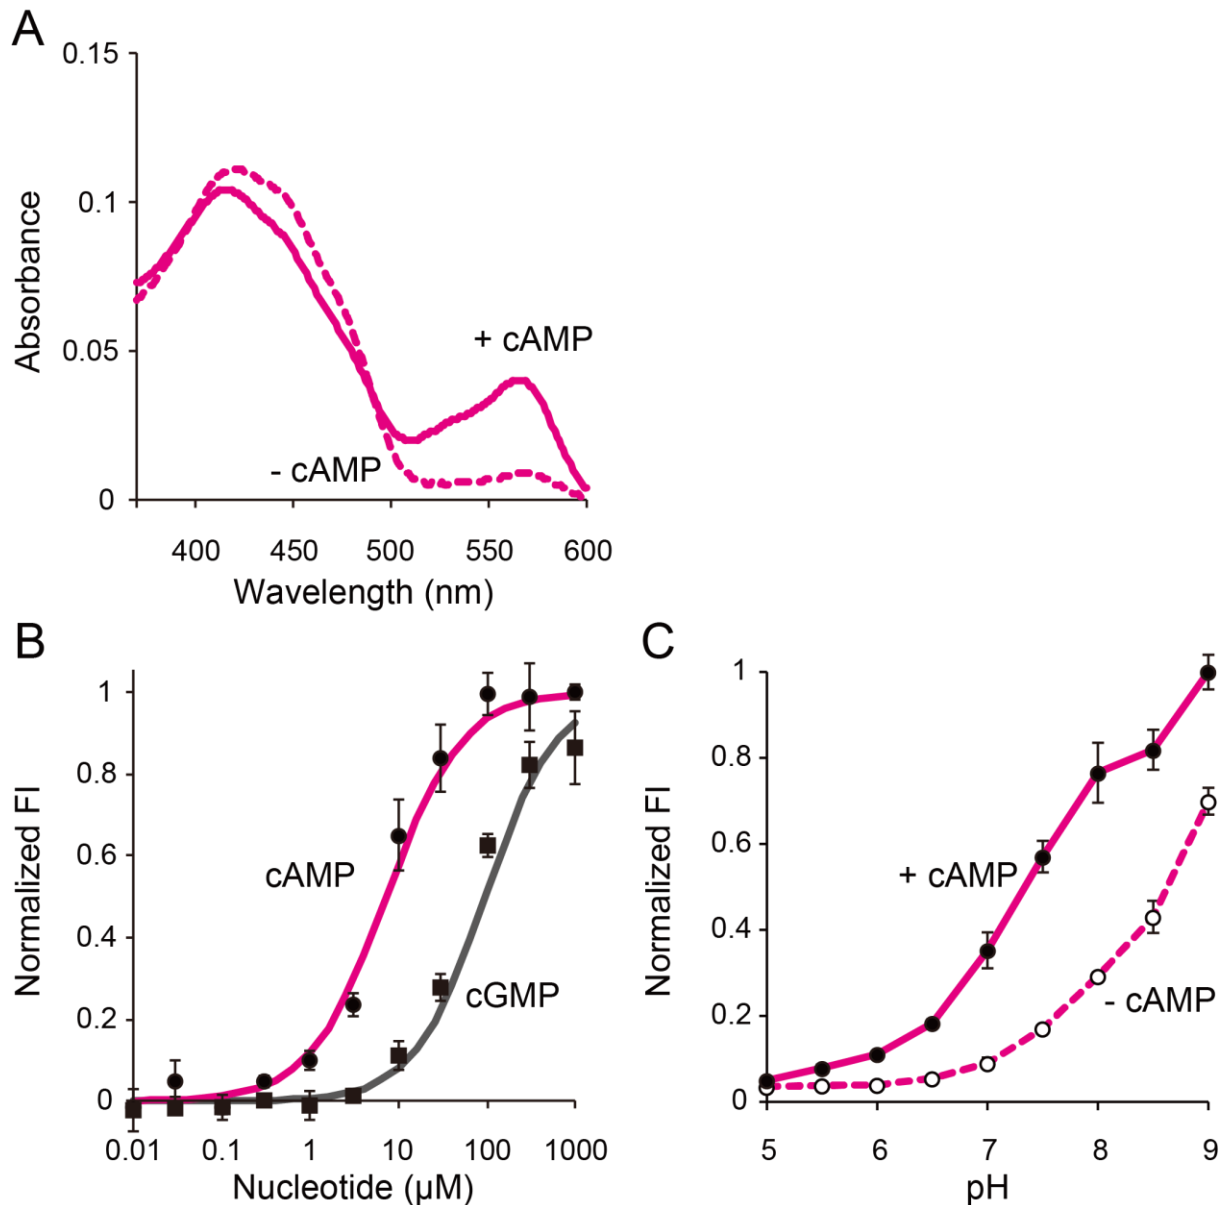 A
0.15
0.1
0.05
0
Absorbance
+ cAMP
- cAMP
400 450 500 550 600
Wavelength (nm)
B
1
0.8
0.6
0.4
0.2
0
Normalized FI
cAMP
cGMP
0.01 0.1 1 10 100 1000
Nucleotide (µM)
C
1
0.8
0.6
0.4
0.2
0
Normalized FI
+ cAMP
- cAMP
5 6 7 8 9
pH